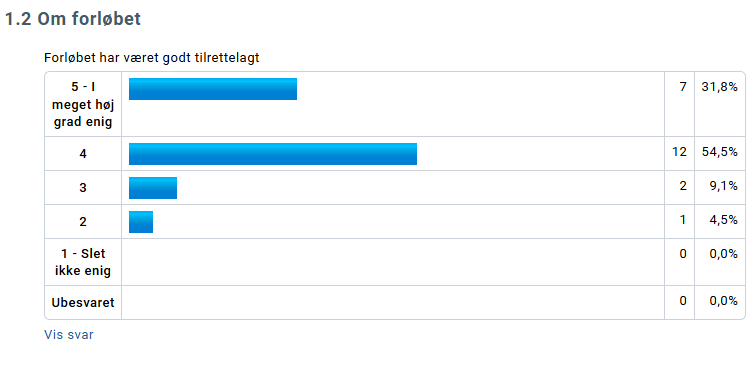 1.2 Om forløbet
Forløbet har været godt tilrettelagt
5 - I
meget høj
grad enig
7
31,8%
4
12
54,5%
3
2
9,1%
2
1
4,5%
1 - Slet
ikke enig
0
0,0%
Ubesvaret
0
0,0%
Vis svar